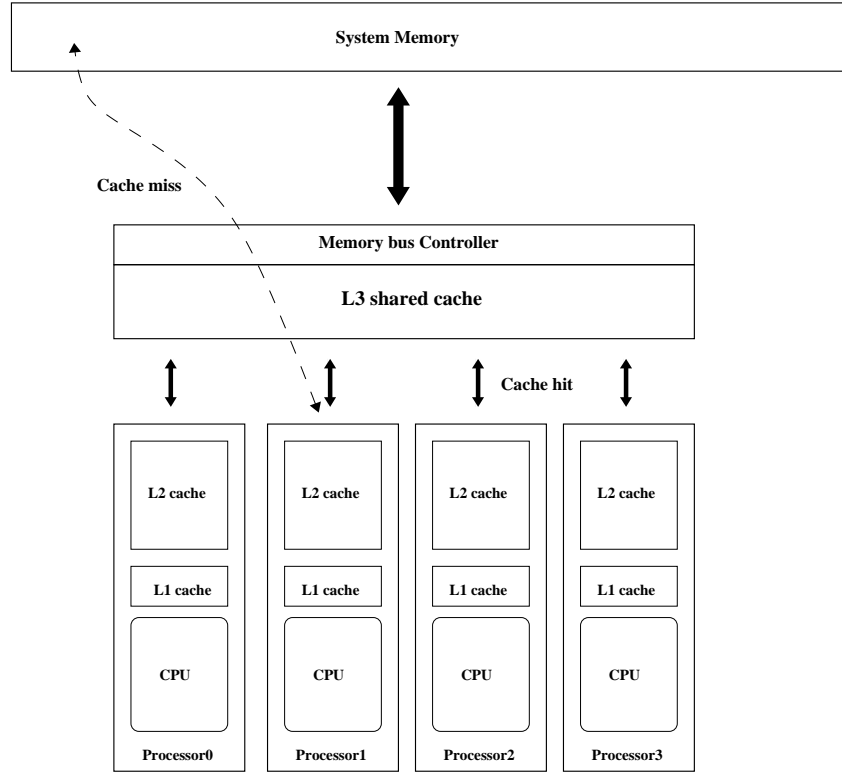 System Memory
Cache miss
Memory bus Controller
L3 shared cache
Cache hit
L2 cache
L2 cache
L2 cache
L2 cache
L1 cache
L1 cache
L1 cache
L1 cache
CPU
CPU
CPU
CPU
Processor0
Processor1
Processor2
Processor3